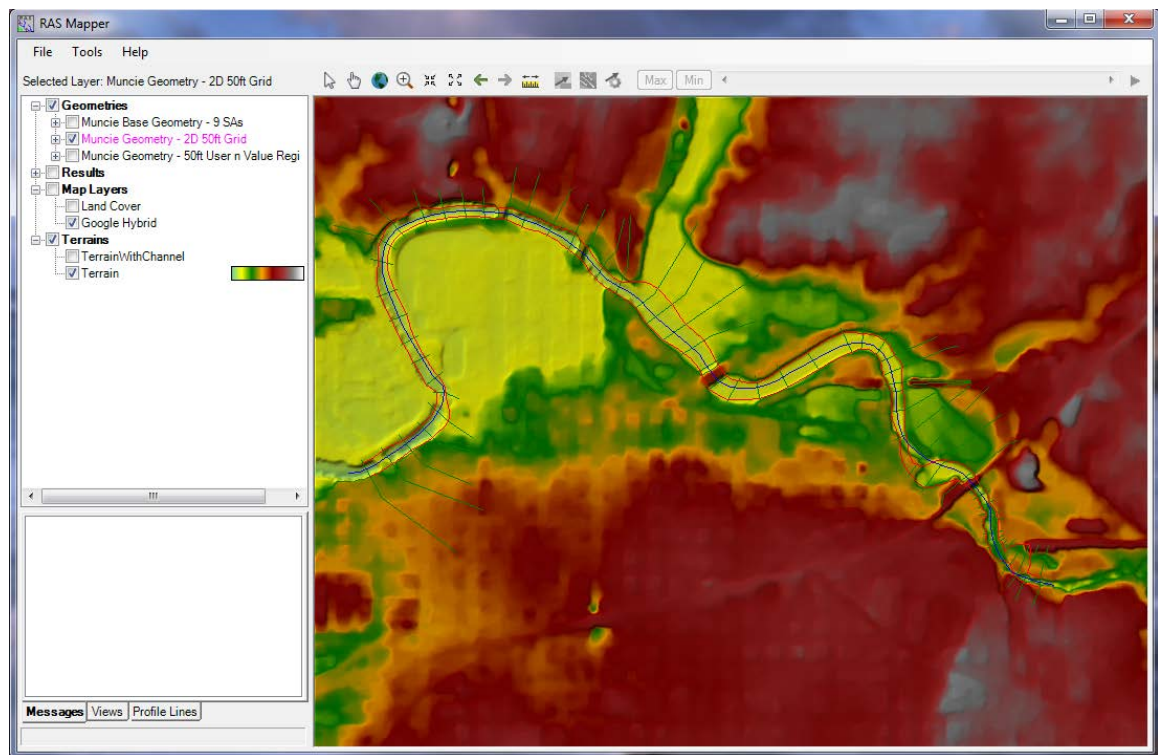 RAS Mapper
File Tools Help
Selected Layer: Muncie Geometry - 2D 50ft Grid
Max Min
Geometries
Muncie Base Geometry - 9 SAs
Muncie Geometry - 2D 50ft Grid
Muncie Geometry - 50ft User n Value Regi
Results
Map Layers
Land Cover
Google Hybrid
Terrains
TerrainWithChannel
Terrain
Messages Views Profile Lines